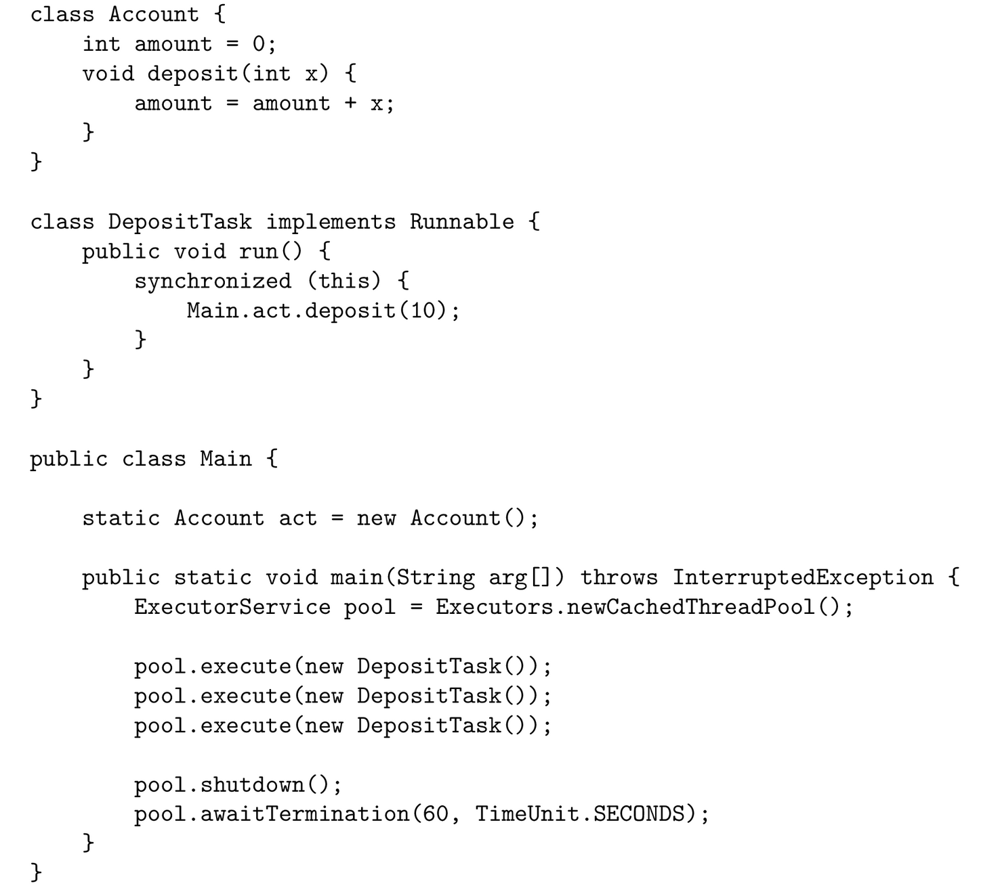 class Account {
    int amount = 0;
    void deposit(int x) {
        amount = amount + x;
    }
}

class DepositTask implements Runnable {
    public void run() {
        synchronized (this) {
            Main.act.deposit(10);
        }
    }
}

public class Main {

    static Account act = new Account();

    public static void main(String arg[]) throws InterruptedException {
        ExecutorService pool = Executors.newCachedThreadPool();

        pool.execute(new DepositTask());
        pool.execute(new DepositTask());
        pool.execute(new DepositTask());

        pool.shutdown();
        pool.awaitTermination(60, TimeUnit.SECONDS);
    }
}